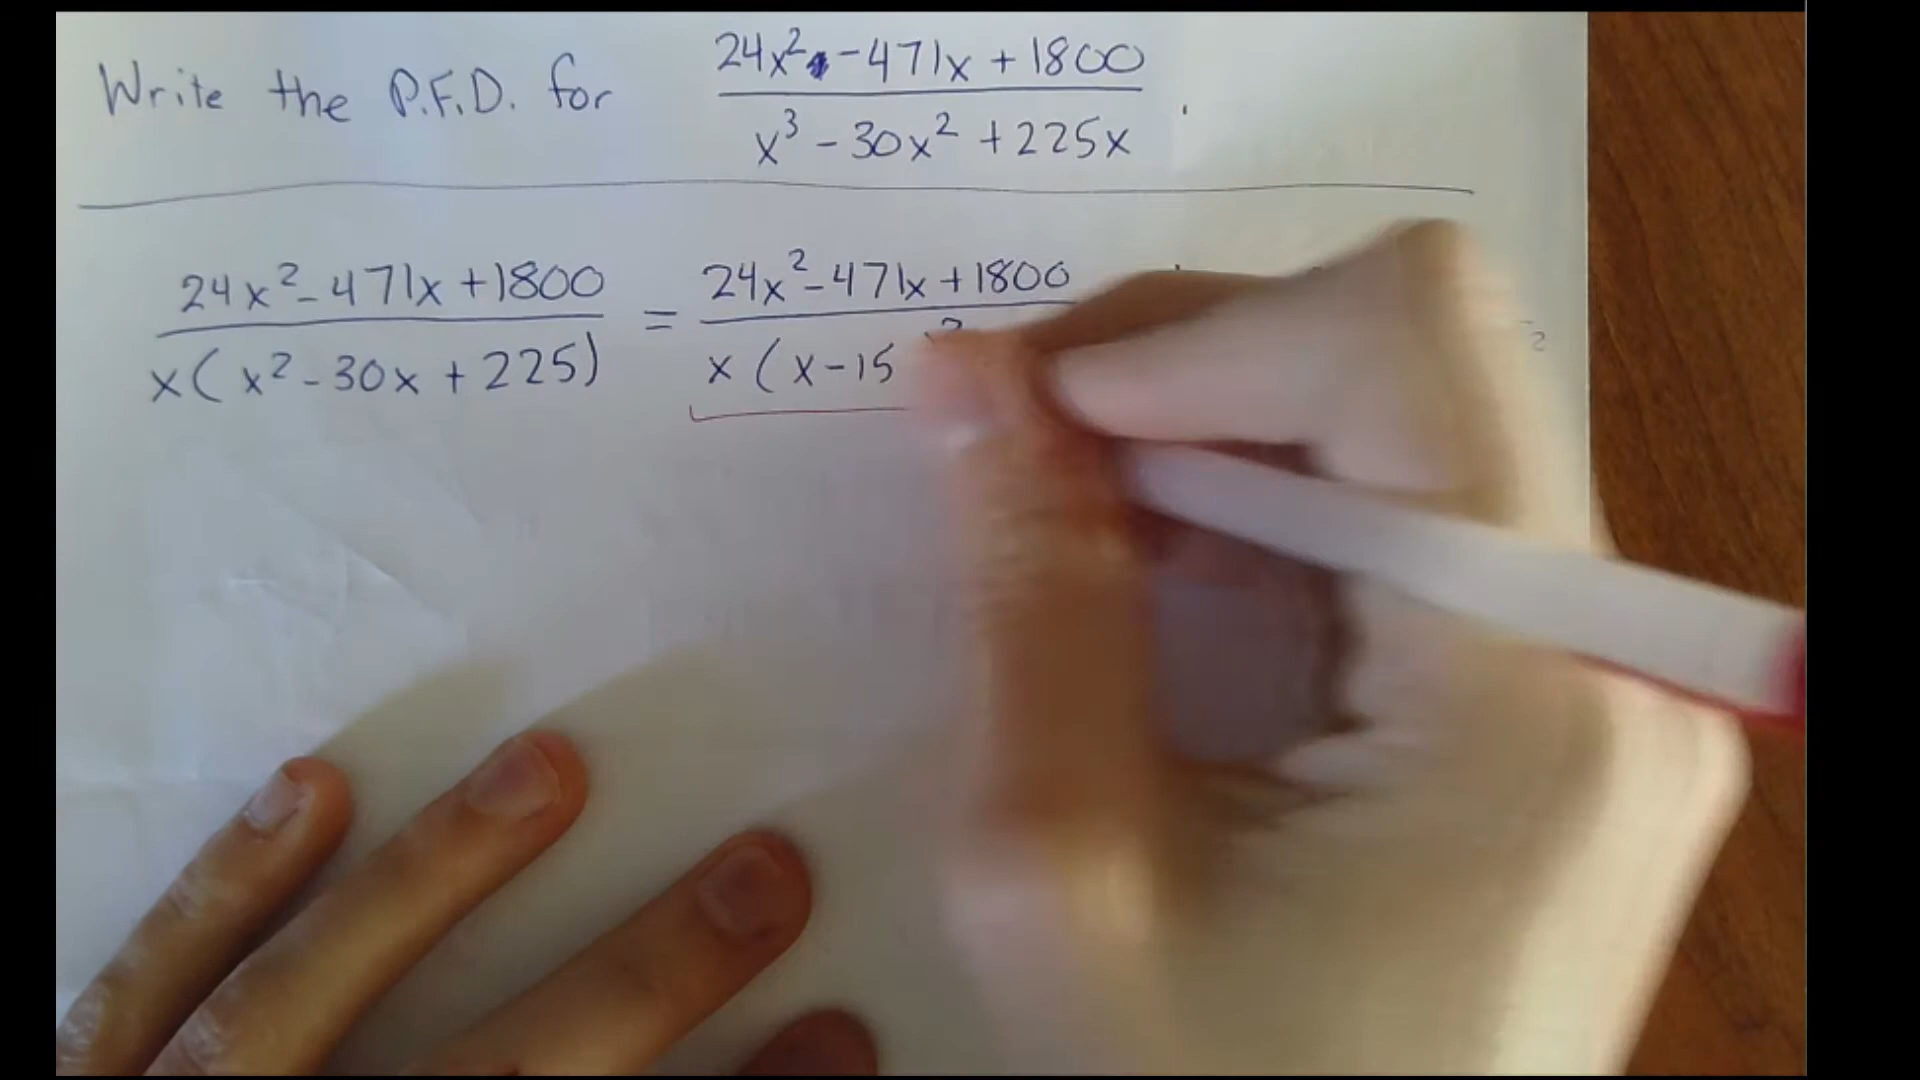 Write the P.F.D. for (24x² - 471x + 1800)/(x³ - 30x² + 225x).
(24x² - 471x + 1800)/(x(x² - 30x + 225)) = (24x² - 471x + 1800)/(x(x - 15 ²